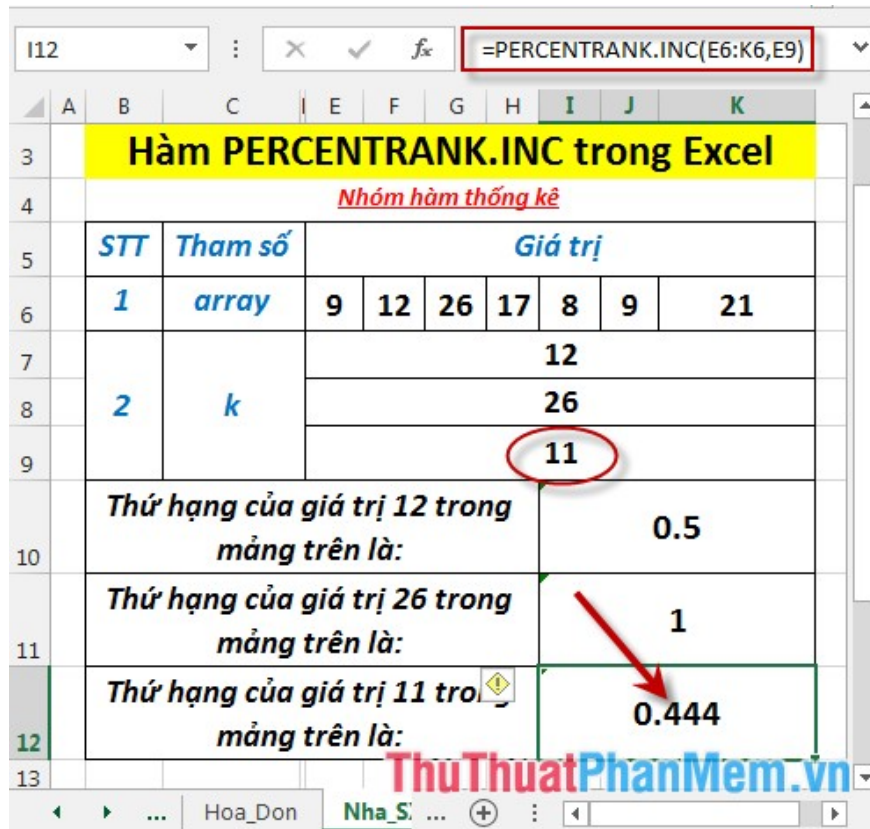 I12 fx =PERCENTRANK.INC(E6:K6,E9)
A B C E F G H I J K
3 Hàm PERCENTRANK.INC trong Excel
4 Nhóm hàm thống kê
5 STT Tham số Giá trị
6 1 array 9 12 26 17 8 9 21
7 12
8 2 k 26
9 11
Thứ hạng của giá trị 12 trong
10 mảng trên là: 0.5
Thứ hạng của giá trị 26 trong
11 mảng trên là: 1
Thứ hạng của giá trị 11
12 mảng trên là: 0.444
13 ThuThuatPhanMem.vn
... Hoa_Don Nha_S ...